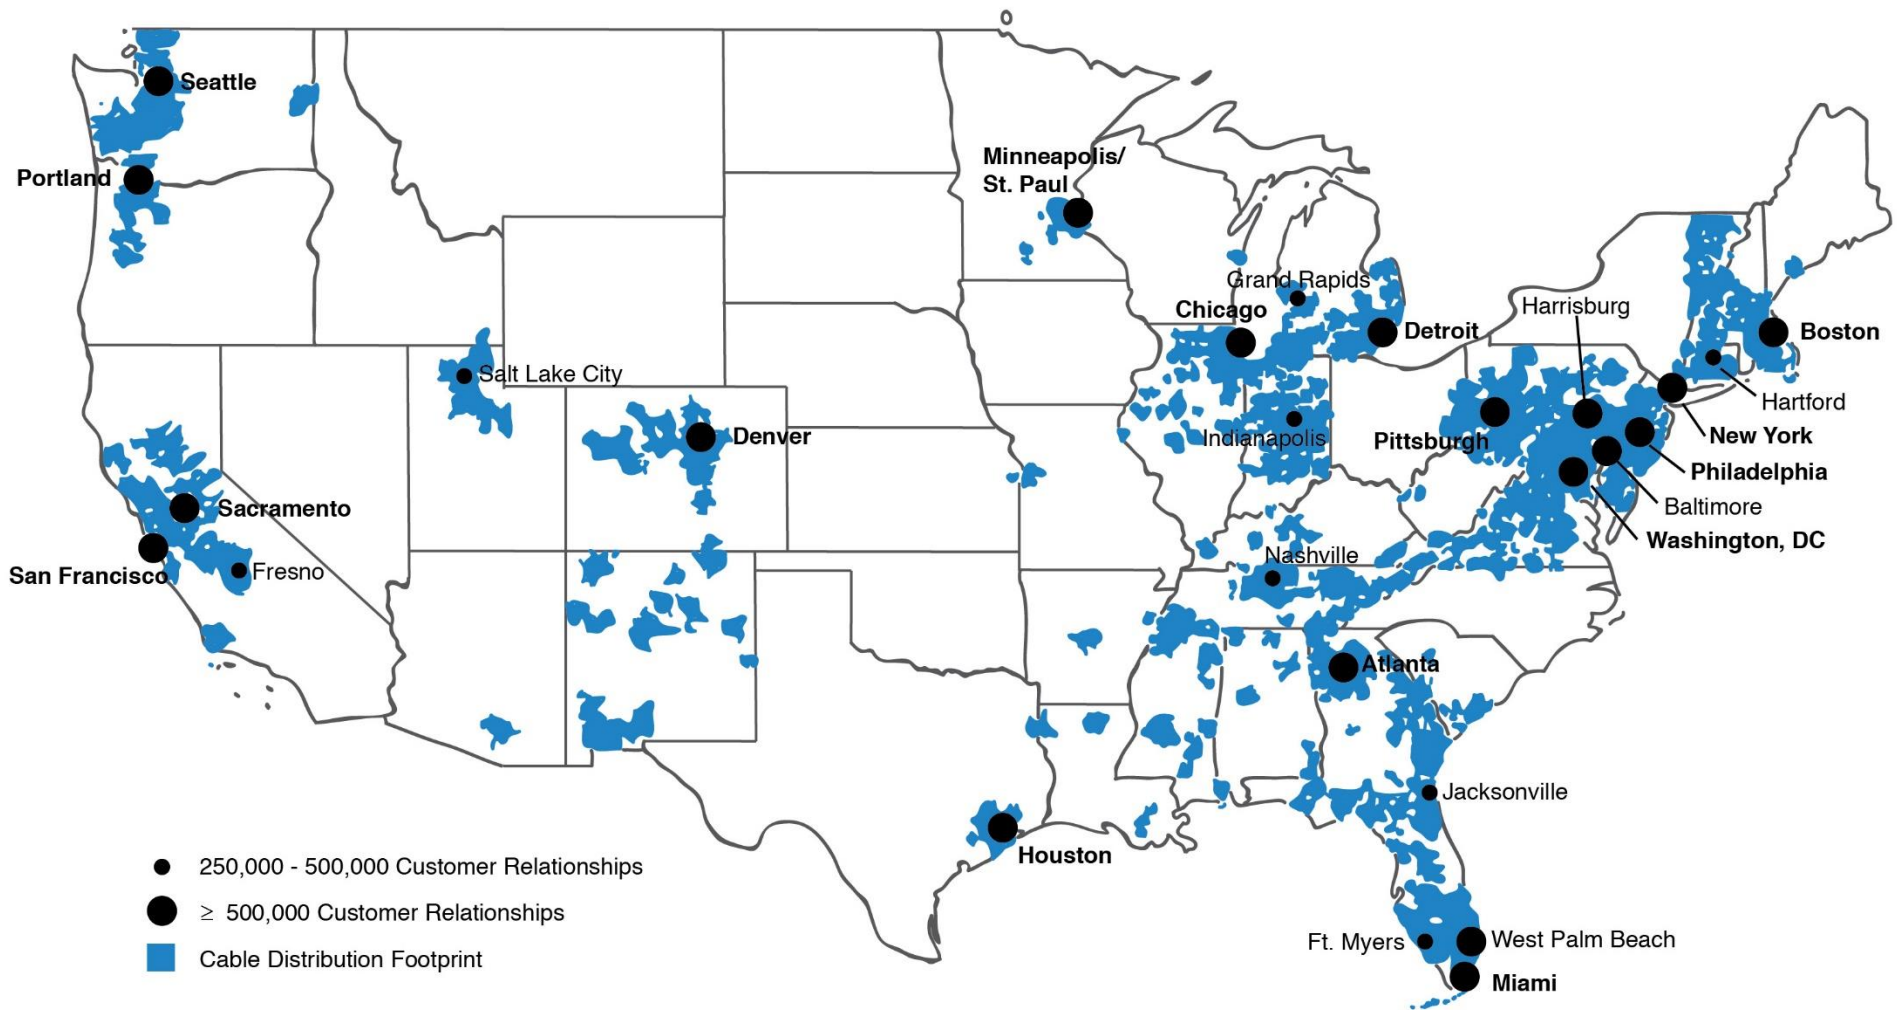 Seattle
Portland
Minneapolis/
St. Paul
Grand Rapids
Chicago
Detroit
Harrisburg
Boston
Salt Lake City
Hartford
Denver
Indianapolis
Pittsburgh
New York
Philadelphia
Sacramento
Baltimore
Washington, DC
San Francisco
Fresno
Nashville
Atlanta
Jacksonville
Houston
250,000 - 500,000 Customer Relationships
≥ 500,000 Customer Relationships
Cable Distribution Footprint
Ft. Myers
West Palm Beach
Miami